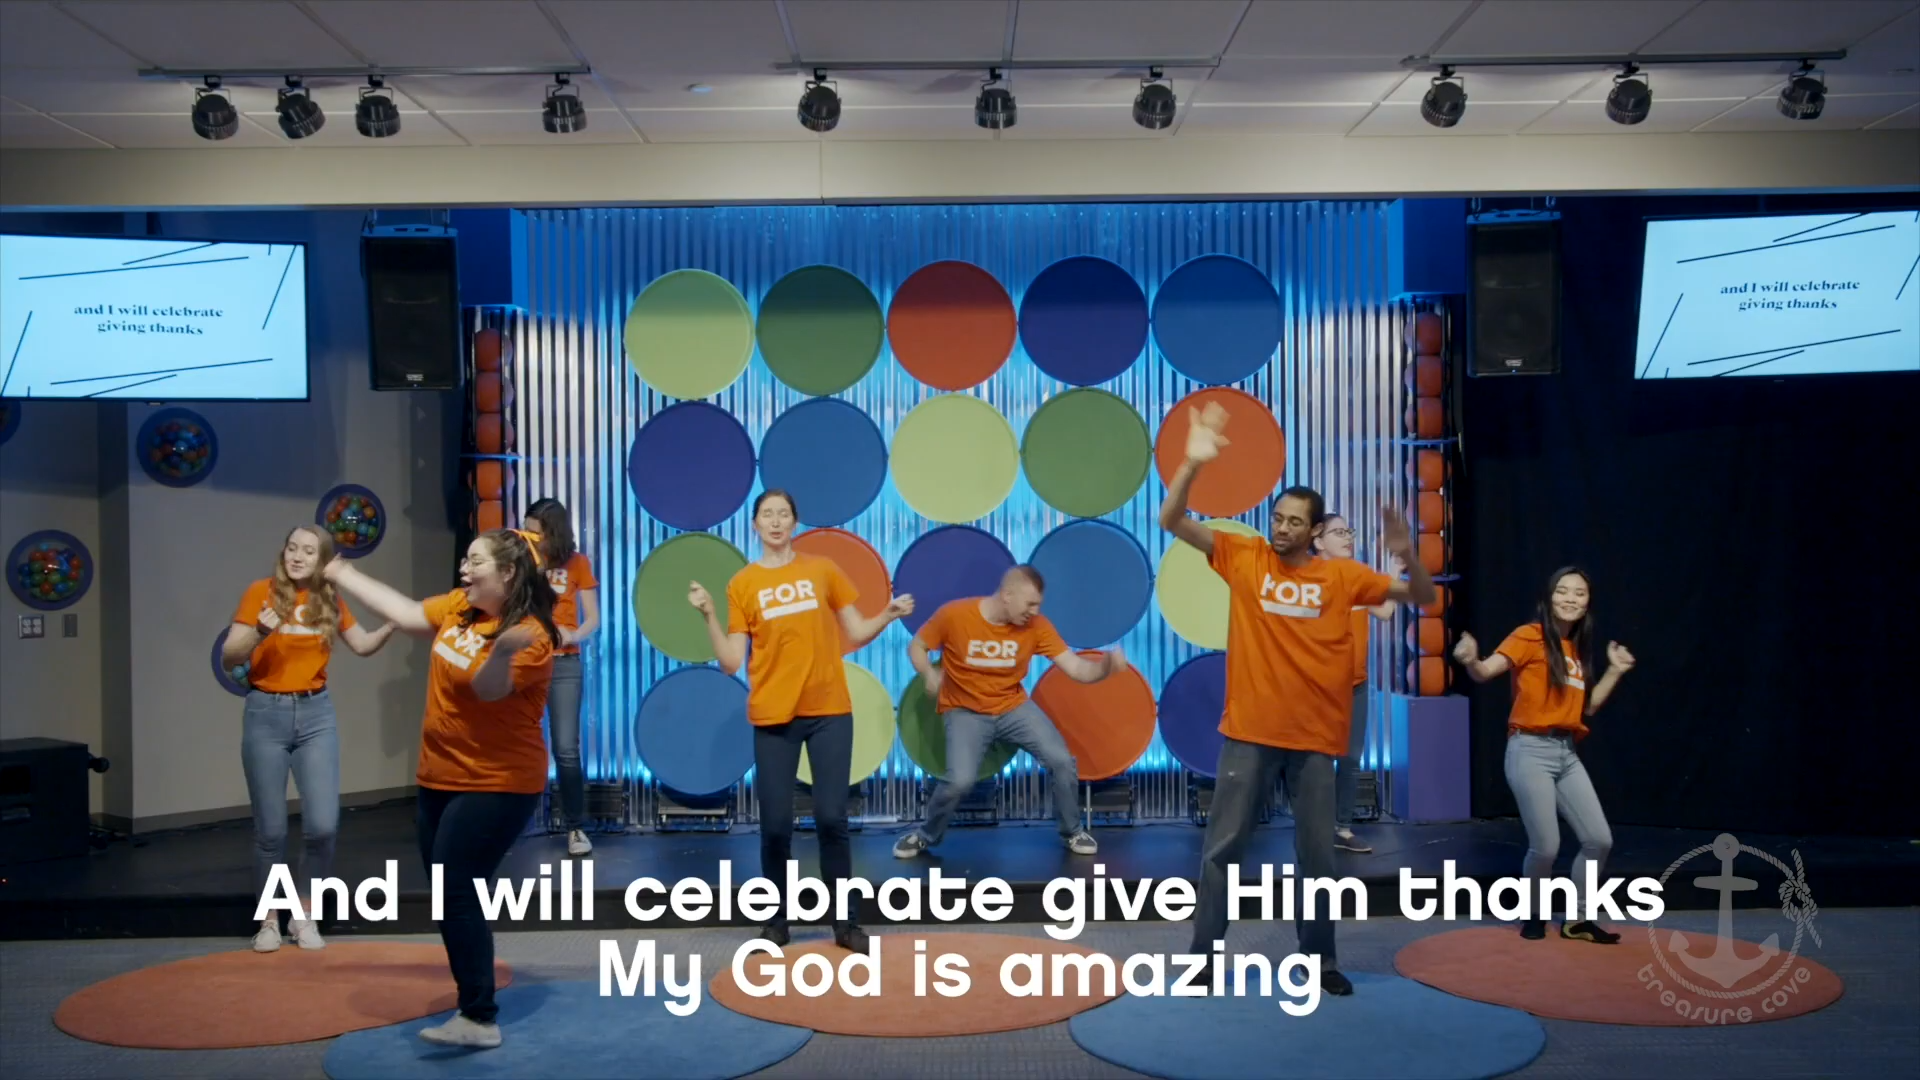 and I will celebrate
giving thanks
and I will celebrate
giving thanks
FOR
FOR
FOR
FOR
And I will celebrate give Him thanks
My God is amazing
treasure cove